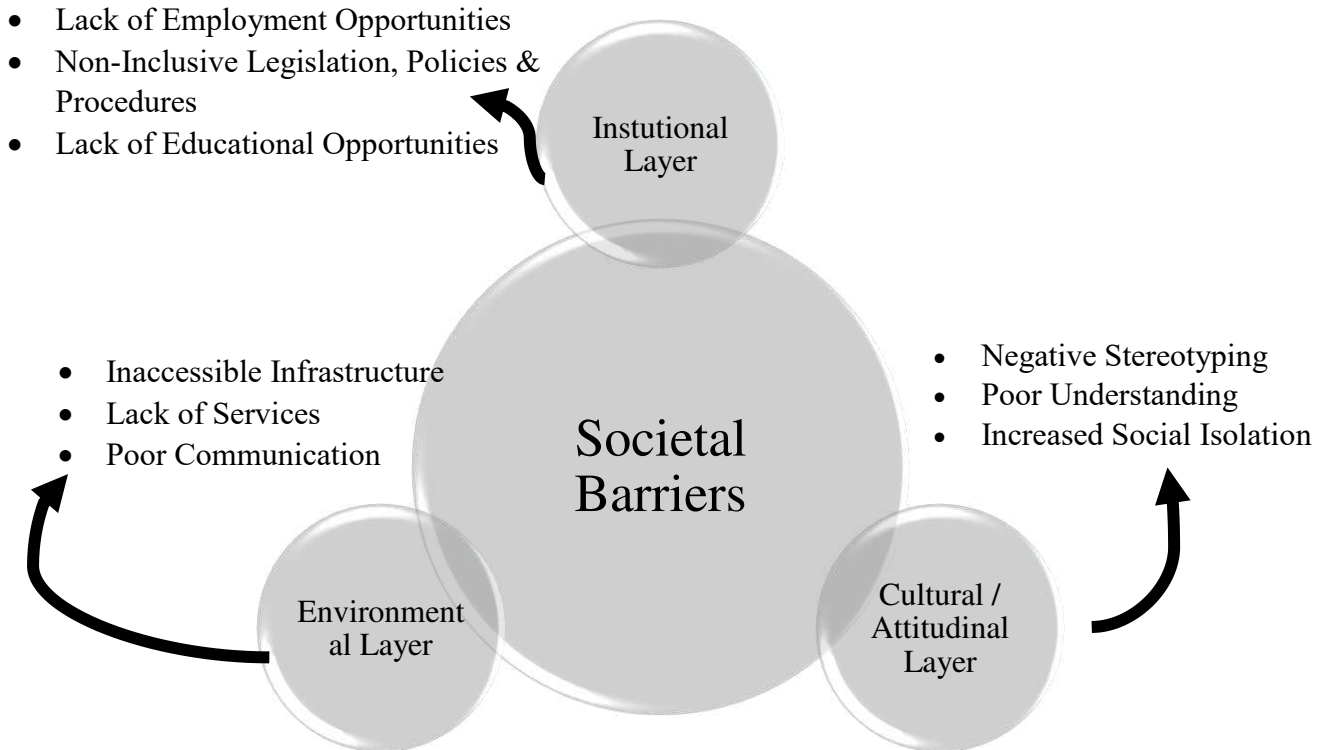 • Lack of Employment Opportunities
• Non-Inclusive Legislation, Policies &
Procedures
• Lack of Educational Opportunities
Instutional
Layer
• Inaccessible Infrastructure
• Lack of Services
• Poor Communication
Societal
Barriers
• Negative Stereotyping
• Poor Understanding
• Increased Social Isolation
Environment
al Layer
Cultural /
Attitudinal
Layer